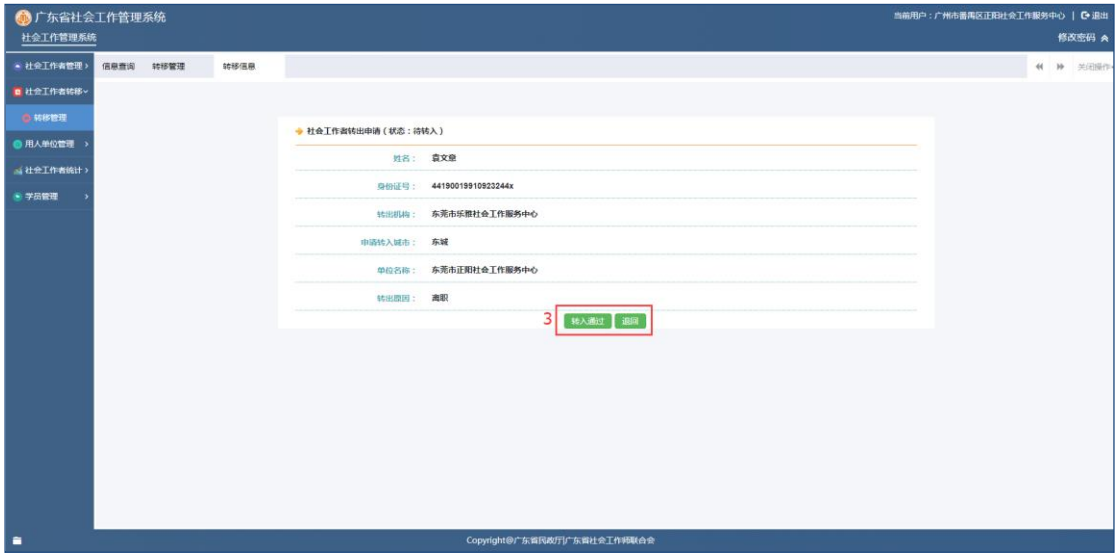 广东省社会工作管理系统
当前用户：广州市番禺区正阳社会工作服务中心 | 退出
社会工作管理系统
修改密码
社会工作者管理
信息查询 转移管理 转移信息
关闭操作
社会工作者转移
转移管理
用人单位管理
社会工作者统计
学员管理
社会工作者转出申请 ( 状态：待转入 )
姓名： 袁文意
身份证号： 44190019910923244x
转出机构： 东莞市乐雅社会工作服务中心
申请转入城市： 东城
单位名称： 东莞市正阳社会工作服务中心
转出原因： 离职
3 转入通过 退回
Copyright@广东省民政厅广东省社会工作师联合会